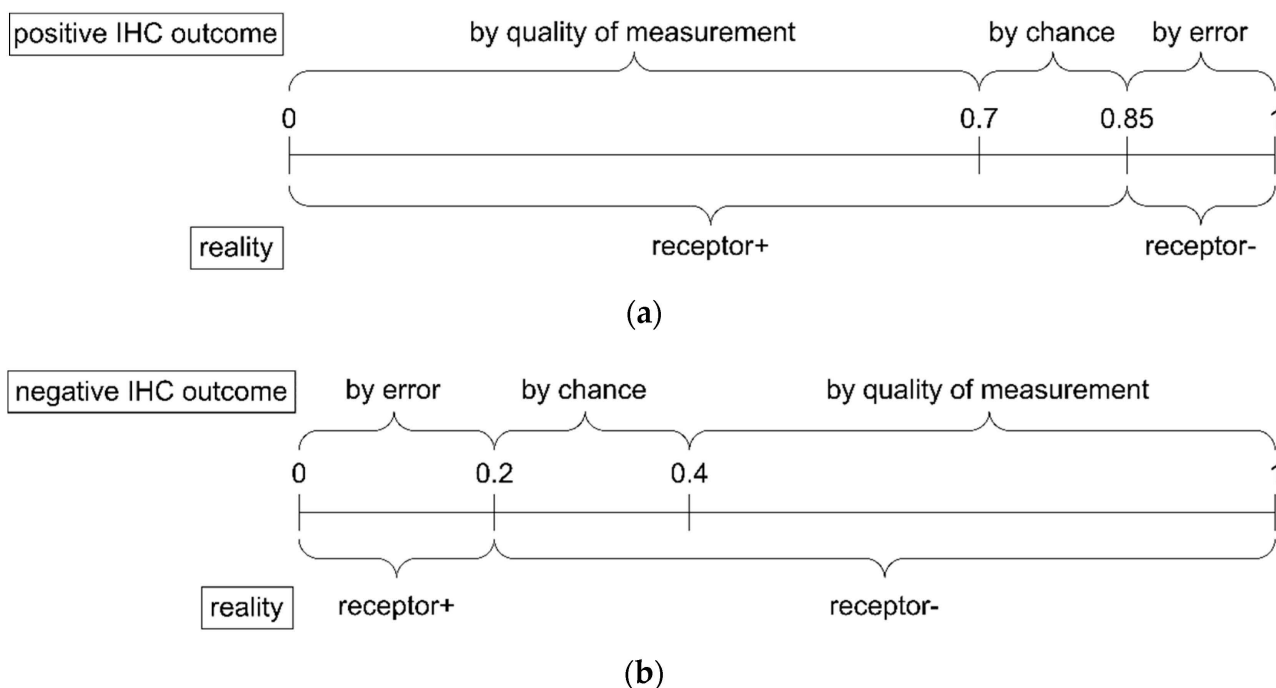 positive IHC outcome by quality of measurement by chance by error
0 0.7 0.85 1
reality receptor+ receptor-
(a)
negative IHC outcome by error by chance by quality of measurement
0 0.2 0.4 1
reality receptor+ receptor-
(b)